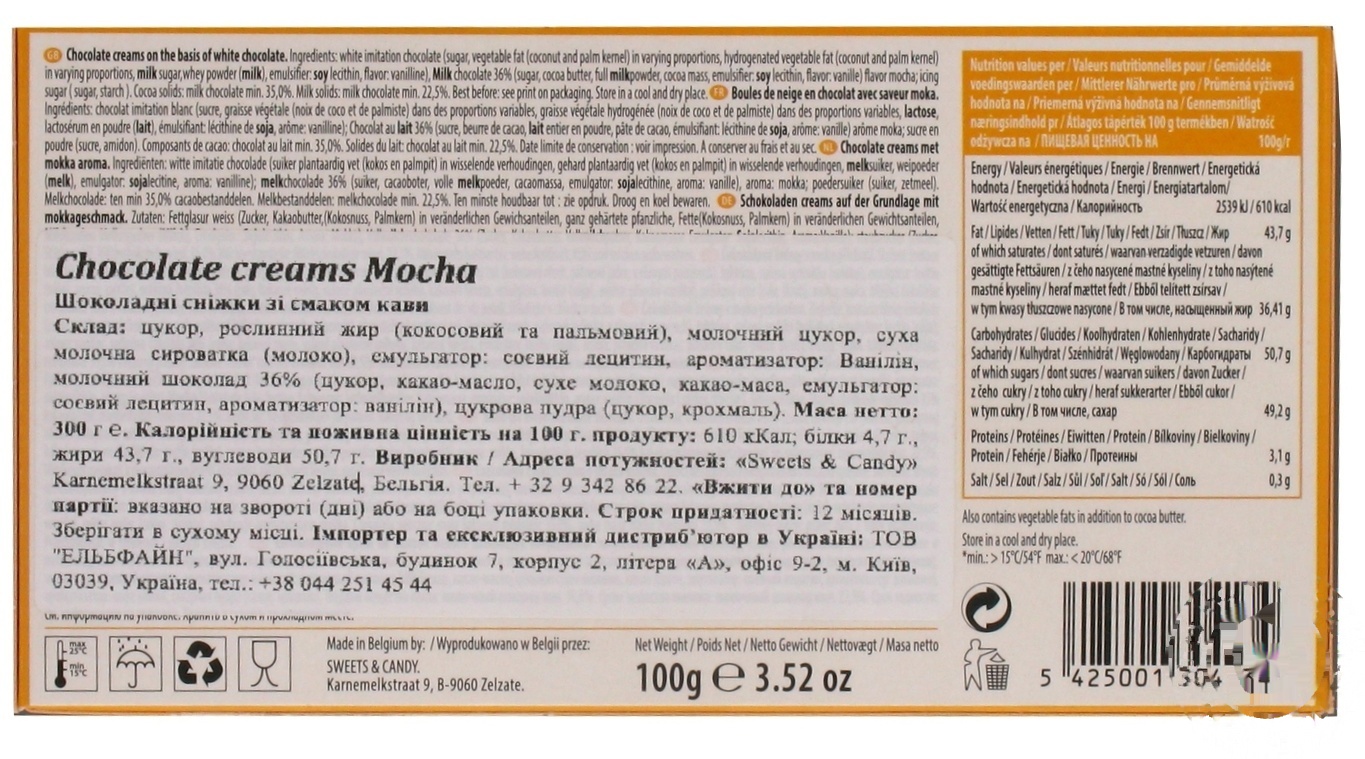 GB Chocolate creams on the basis of white chocolate. Ingredients: white imitation chocolate (sugar, vegetable fat (coconut and palm kernel) in varying proportions, hydrogenated vegetable fat (coconut and palm kernel)
in varying proportions, milk sugar,whey powder (milk), emulsifier: soy lecithin, flavor: vanilline), Milk chocolate 36% (sugar, cocoa butter, full milkpowder, cocoa mass, emulsifier: soy lecithin, flavor: vanille) flavor mocha; icing
sugar ( sugar, starch ). Cocoa solids: milk chocolate min. 35,0%. Milk solids: milk chocolate min. 22,5%. Best before: see print on packaging. Store in a cool and dry place. FR Boules de neige en chocolat avec saveur moka.
Ingrédients: chocolat imitation blanc (sucre, graisse végétale (noix de coco et de palmiste) dans des proportions variables, graisse végétale hydrogénée (noix de coco et de palmiste) dans des proportions variables, lactose,
lactosérum en poudre (lait), émulsifiant: lécithine de soja, arôme: vanilline); Chocolat au lait 36% (sucre, beurre de cacao, lait entier en poudre, pâte de cacao, émulsifiant: lécithine de soja, arôme: vanille) arôme moka; sucre en
poudre (sucre, amidon). Composants de cacao: chocolat au lait min. 35,0%. Solides du lait: chocolat au lait min. 22,5%. Date limite de conservation : voir impression. A conserver au frais et au sec. NL Chocolate creams met
mokka aroma. Ingrediënten: witte imitatie chocolade (suiker plantaardig vet (kokos en palmpit) in wisselende verhoudingen, gehard plantaardig vet (kokos en palmpit) in wisselende verhoudingen, melksuiker, weipoeder
(melk), emulgator: sojalecitine, aroma: vanilline); melkchocolade 36% (suiker, cacaoboter, volle melkpoeder, cacaomassa, emulgator: sojalecithine, aroma: vanille), aroma: mokka; poedersuiker (suiker, zetmeel).
Melkchocolade: ten min 35,0% cacaobestanddelen. Melkbestanddelen: melkchocolade min. 22,5%. Ten minste houdbaar tot : zie opdruk. Droog en koel bewaren. DE Schokoladen creams auf der Grundlage mit
mokkageschmack. Zutaten: Fettglasur weiss (Zucker, Kakaobutter,(Kokosnuss, Palmkern) in veränderlichen Gewichsanteilen, ganz gehärtete pfanzliche, Fette(Kokosnuss, Palmkern) in veränderlichen Gewichtsanteilen,
Chocolate creams Mocha
Шоколадні сніжки зі смаком кави
Склад: цукор, рослинний жир (кокосовий та пальмовий), молочний цукор, суха
молочна сироватка (молоко), емульгатор: соєвий лецитин, ароматизатор: Ванілін,
молочний шоколад 36% (цукор, какао-масло, сухе молоко, какао-маса, емульгатор:
соєвий лецитин, ароматизатор: ванілін), цукрова пудра (цукор, крохмаль). Маса нетто:
300 г е. Калорійність та поживна цінність на 100 г. продукту: 610 кКал; білки 4,7 г.,
жири 43,7 г., вуглеводи 50,7 г. Виробник / Адреса потужностей: «Sweets & Candy»
Karnemelkstraat 9, 9060 Zelzate, Бельгія. Тел. + 32 9 342 86 22. «Вжити до» та номер
партії: вказано на звороті (дні) або на боці упаковки. Строк придатності: 12 місяців.
Зберігати в сухому місці. Імпортер та ексклюзивний дистриб’ютор в Україні: ТОВ
"ЕЛЬБФАЙН", вул. Голосіївська, будинок 7, корпус 2, літера «А», офіс 9-2, м. Київ,
03039, Україна, тел.: +38 044 251 45 44
см. информацию на упаковке. Хранить в сухом и прохладном месте.
max 23°C
min 15°C
Made in Belgium by: / Wyprodukowano w Belgii przez:
SWEETS & CANDY.
Karnemelkstraat 9, B-9060 Zelzate.
Net Weight / Poids Net / Netto Gewicht / Nettovægt / Masa netto
100g ℮ 3.52 oz
Nutrition values per / Valeurs nutritionnelles pour / Gemiddelde
voedingswaarden per / Mittlerer Nährwerte pro / Průměrná výživová
hodnota na / Priemerná výživná hodnota na / Gennemsnitligt
næringsindhold pr / Átlagos tápérték 100 g termékben / Watrość
odżywcza na / ПИЩЕВАЯ ЦЕННОСТЬ НА 100g/г
Energy / Valeurs énergétiques / Energie / Brennwert / Energetická
hodnota / Energetická hodnota / Energi / Energiatartalom/
Wartość energetyczna / Калорийность 2539 kJ / 610 kcal
Fat / Lipides / Vetten / Fett / Tuky / Tuky / Fedt / Zsír / Tłuszcz / Жир 43,7 g
of which saturates / dont saturés / waarvan verzadigde vetzuren / davon
gesättigte Fettsäuren / z čeho nasycené mastné kyseliny / z toho nasýtené
mastné kyseliny / heraf mættet fedt / Ebből telített zsírsav /
w tym kwasy tłuszczowe nasycone / В том числе, насыщенный жир 36,41 g
Carbohydrates / Glucides / Koolhydraten / Kohlenhydrate / Sacharidy /
Sacharidy / Kulhydrat / Szénhidrát / Węglowodany / Карбогидраты 50,7 g
of which sugars / dont sucres / waarvan suikers / davon Zucker /
z čeho cukry / z toho cukry / heraf sukkerarter / Ebből cukor /
w tym cukry / В том числе, сахар 49,2 g
Proteins / Protéines / Eiwitten / Protein / Bílkoviny / Bielkoviny /
Protein / Fehérje / Białko / Протеины 3,1 g
Salt / Sel / Zout / Salz / Sůl / Soľ / Salt / Só / Sól / Соль 0,3 g
Also contains vegetable fats in addition to cocoa butter.
Store in a cool and dry place.
*min.: > 15°C/54°F max.: < 20°C/68°F
5 425001 304